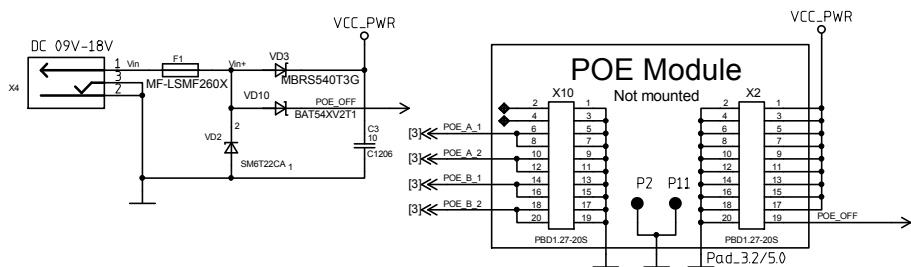 DC 09V-18V
X4
1
3
2
Vin
F1
MF-LSMF260X
Vin+
VD3
MBRS540T3G
VCC_PWR
VD10
POE_OFF
BAT54XV2T1
2
VD2
SM6T22CA
1
C3
10
C1206
VCC_PWR
POE Module
Not mounted
X10
X2
2 1
4 3
6 5
8 7
10 9
12 11
14 13
16 15
18 17
20 19
PBD1.27-20S
[3] POE_A_1
[3] POE_A_2
[3] POE_B_1
[3] POE_B_2
P2
P11
2 1
4 3
6 5
8 7
10 9
12 11
14 13
16 15
18 17
20 19
PBD1.27-20S
POE_OFF
Pad_3.2/5.0